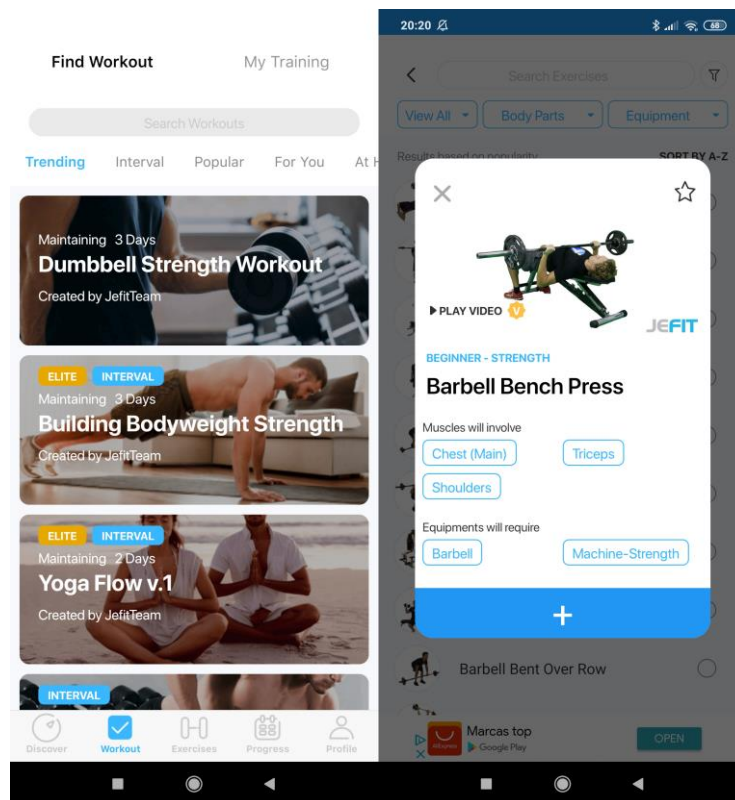 Find Workout
My Training
Search Workouts
Trending Interval Popular For You At H
Maintaining 3 Days
Dumbbell Strength Workout
Created by JefitTeam
ELITE INTERVAL
Maintaining 3 Days
Building Bodyweight Strength
Created by JefitTeam
ELITE INTERVAL
Maintaining 2 Days
Yoga Flow v.1
Created by JefitTeam
INTERVAL
Discover Workout Exercises Progress Profile
20:20
68
Search Exercises
View All Body Parts Equipment
Results based on popularity SORT BY A-Z
PLAY VIDEO V
JEFIT
BEGINNER - STRENGTH
Barbell Bench Press
Muscles will involve
Chest (Main) Triceps
Shoulders
Equipments will require
Barbell Machine-Strength
+
Barbell Bent Over Row
AliExpress
Marcas top
Google Play
OPEN